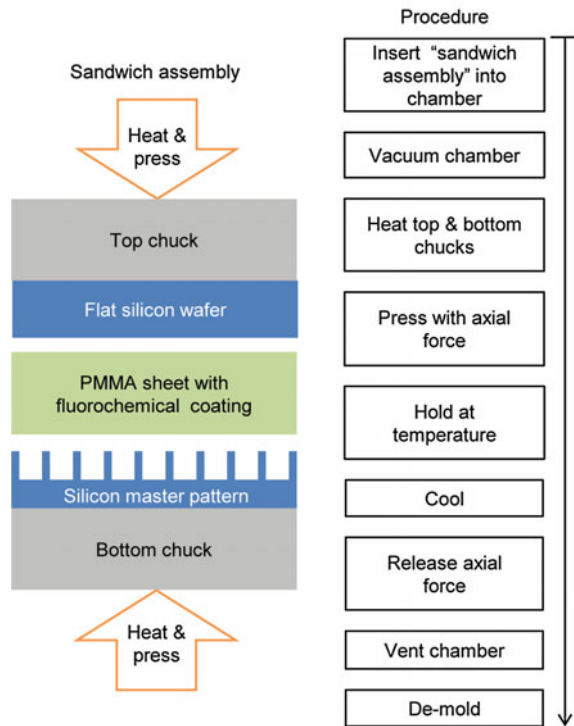 Sandwich assembly
Heat &
press
Top chuck
Flat silicon wafer
PMMA sheet with
fluorochemical coating
Silicon master pattern
Bottom chuck
Heat &
press
Procedure
Insert “sandwich
assembly” into
chamber
Vacuum chamber
Heat top & bottom
chucks
Press with axial
force
Hold at
temperature
Cool
Release axial
force
Vent chamber
De-mold